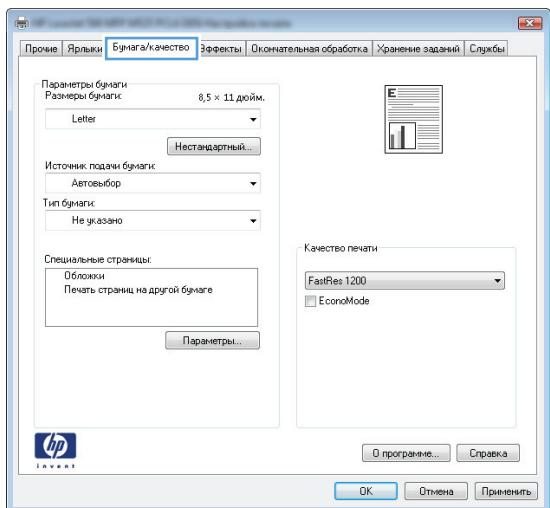 Прочие Ярлыки Бумага/качество Эффекты Окончательная обработка Хранение заданий Службы
Параметры бумаги
Размеры бумаги: 8,5 × 11 дюйм.
Letter
Нестандартный...
Источник подачи бумаги:
Автовыбор
Тип бумаги:
Не указано
Специальные страницы:
Обложки
Печать страниц на другой бумаге
Параметры...
E
Качество печати
FastRes 1200
EconoMode
hp
invent
О программе... Справка
OK Отмена Применить